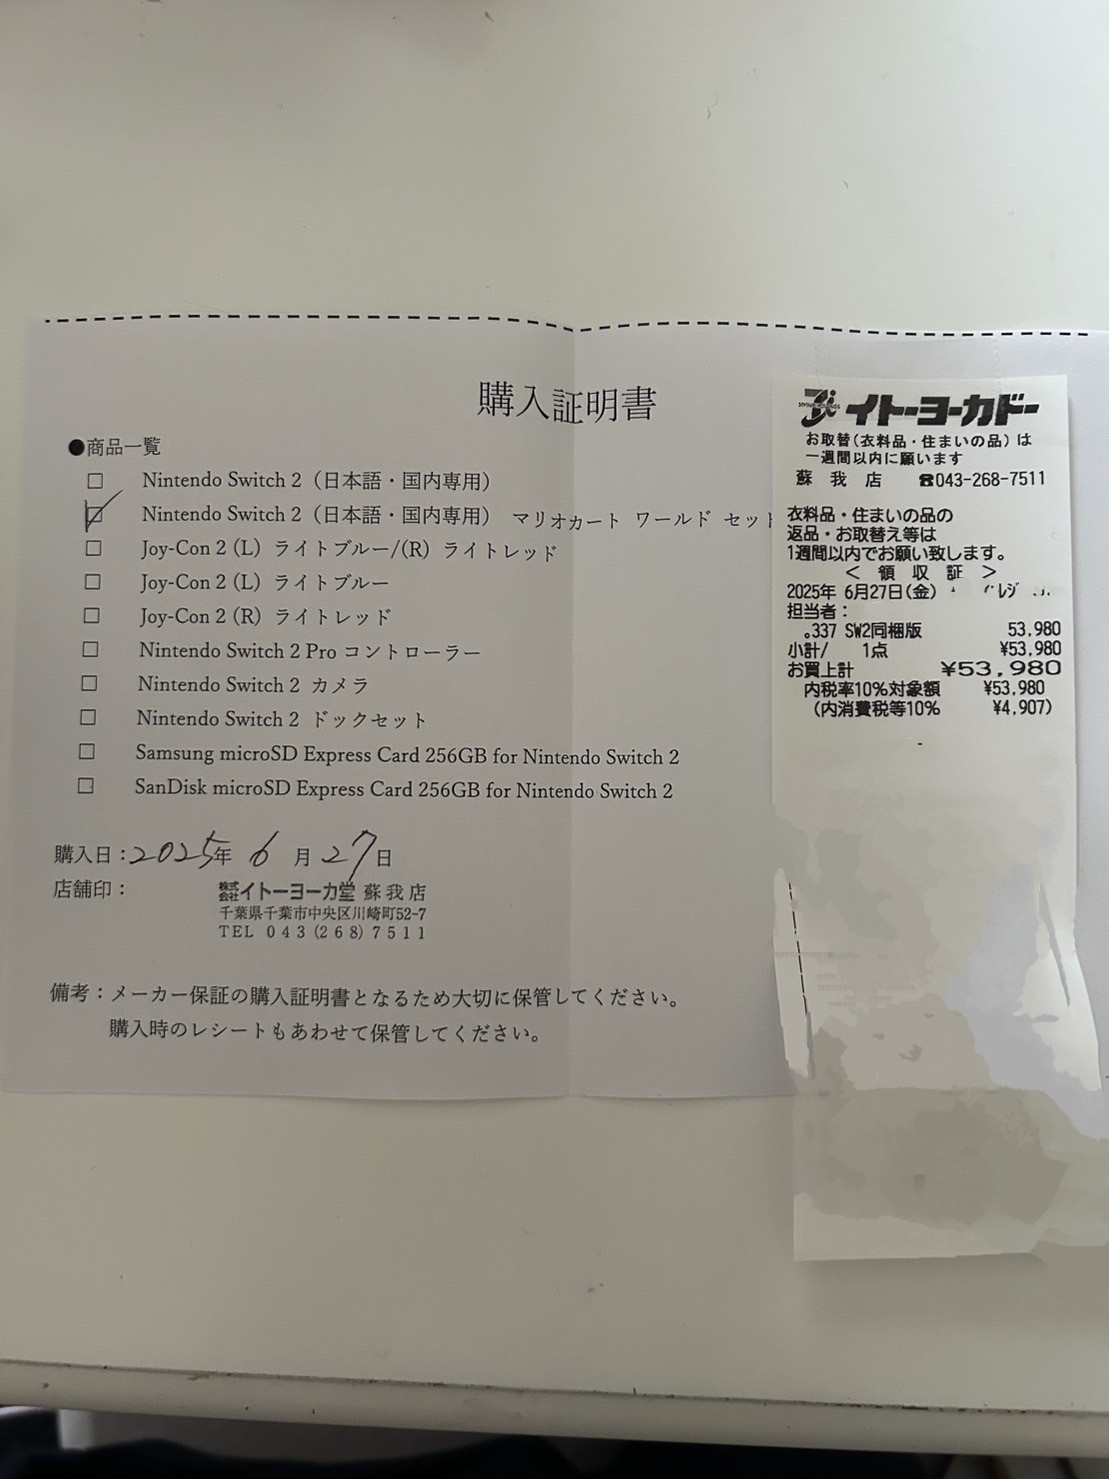 購入証明書
●商品一覧
□ Nintendo Switch 2（日本語・国内専用）
□ Nintendo Switch 2（日本語・国内専用） マリオカート ワールド セット
□ Joy-Con 2 (L) ライトブルー/(R) ライトレッド
□ Joy-Con 2 (L) ライトブルー
□ Joy-Con 2 (R) ライトレッド
□ Nintendo Switch 2 Pro コントローラー
□ Nintendo Switch 2 カメラ
□ Nintendo Switch 2 ドックセット
□ Samsung microSD Express Card 256GB for Nintendo Switch 2
□ SanDisk microSD Express Card 256GB for Nintendo Switch 2
購入日：2025年 6 月 27日
店舗印：
株式会社イトーヨーカ堂 蘇我店
千葉県千葉市中央区川崎町52-7
TEL 043(268)7511
備考：メーカー保証の購入証明書となるため大切に保管してください。
購入時のレシートもあわせて保管してください。
イトーヨーカドー
お取替(衣料品・住まいの品)は
一週間以内に願います
蘇我店 ☎043-268-7511
衣料品・住まいの品の
返品・お取替え等は
1週間以内でお願い致します。
＜ 領 収 証 ＞
2025年 6月27日(金) レジ
担当者：
337 SW2同梱版 53,980
小計/ 1点 ¥53,980
お買上計 ¥53,980
内税率10%対象額 ¥53,980
(内消費税等10% ¥4,907)